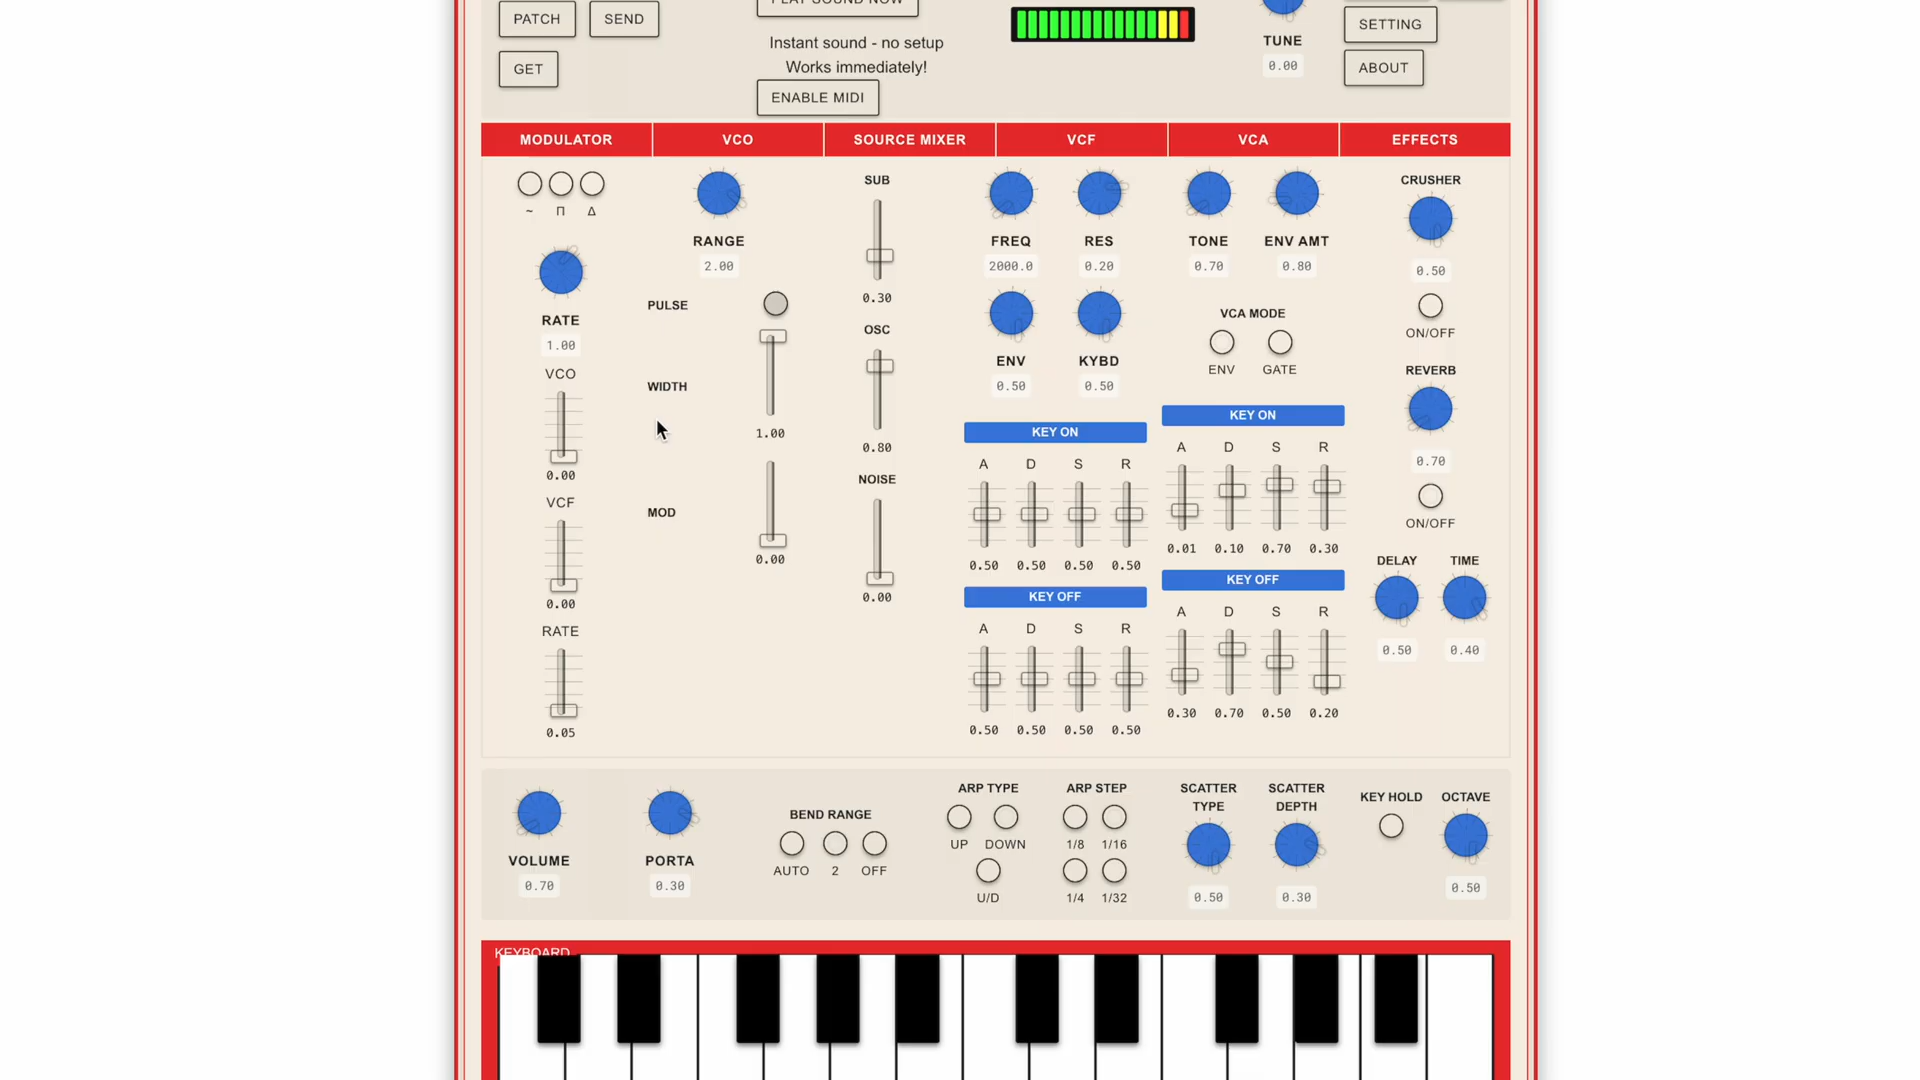 PATCH
SEND
GET
Instant sound - no setup
Works immediately!
ENABLE MIDI
TUNE
0.00
SETTING
ABOUT
MODULATOR
VCO
SOURCE MIXER
VCF
VCA
EFFECTS
~
Π
Δ
RATE
1.00
VCO
0.00
VCF
0.00
RATE
0.05
RANGE
2.00
PULSE
WIDTH
1.00
MOD
0.00
SUB
0.30
OSC
0.80
NOISE
0.00
FREQ
RES
2000.0
0.20
ENV
KYBD
0.50
0.50
KEY ON
A D S R
0.50 0.50 0.50 0.50
KEY OFF
A D S R
0.50 0.50 0.50 0.50
TONE
ENV AMT
0.70
0.80
VCA MODE
ENV
GATE
KEY ON
A D S R
0.01 0.10 0.70 0.30
KEY OFF
A D S R
0.30 0.70 0.50 0.20
CRUSHER
0.50
ON/OFF
REVERB
0.70
ON/OFF
DELAY
TIME
0.50
0.40
VOLUME
0.70
PORTA
0.30
BEND RANGE
AUTO
2
OFF
ARP TYPE
UP
DOWN
U/D
ARP STEP
1/8
1/16
1/4
1/32
SCATTER
TYPE
0.50
SCATTER
DEPTH
0.30
KEY HOLD
OCTAVE
0.50
KEYBOARD